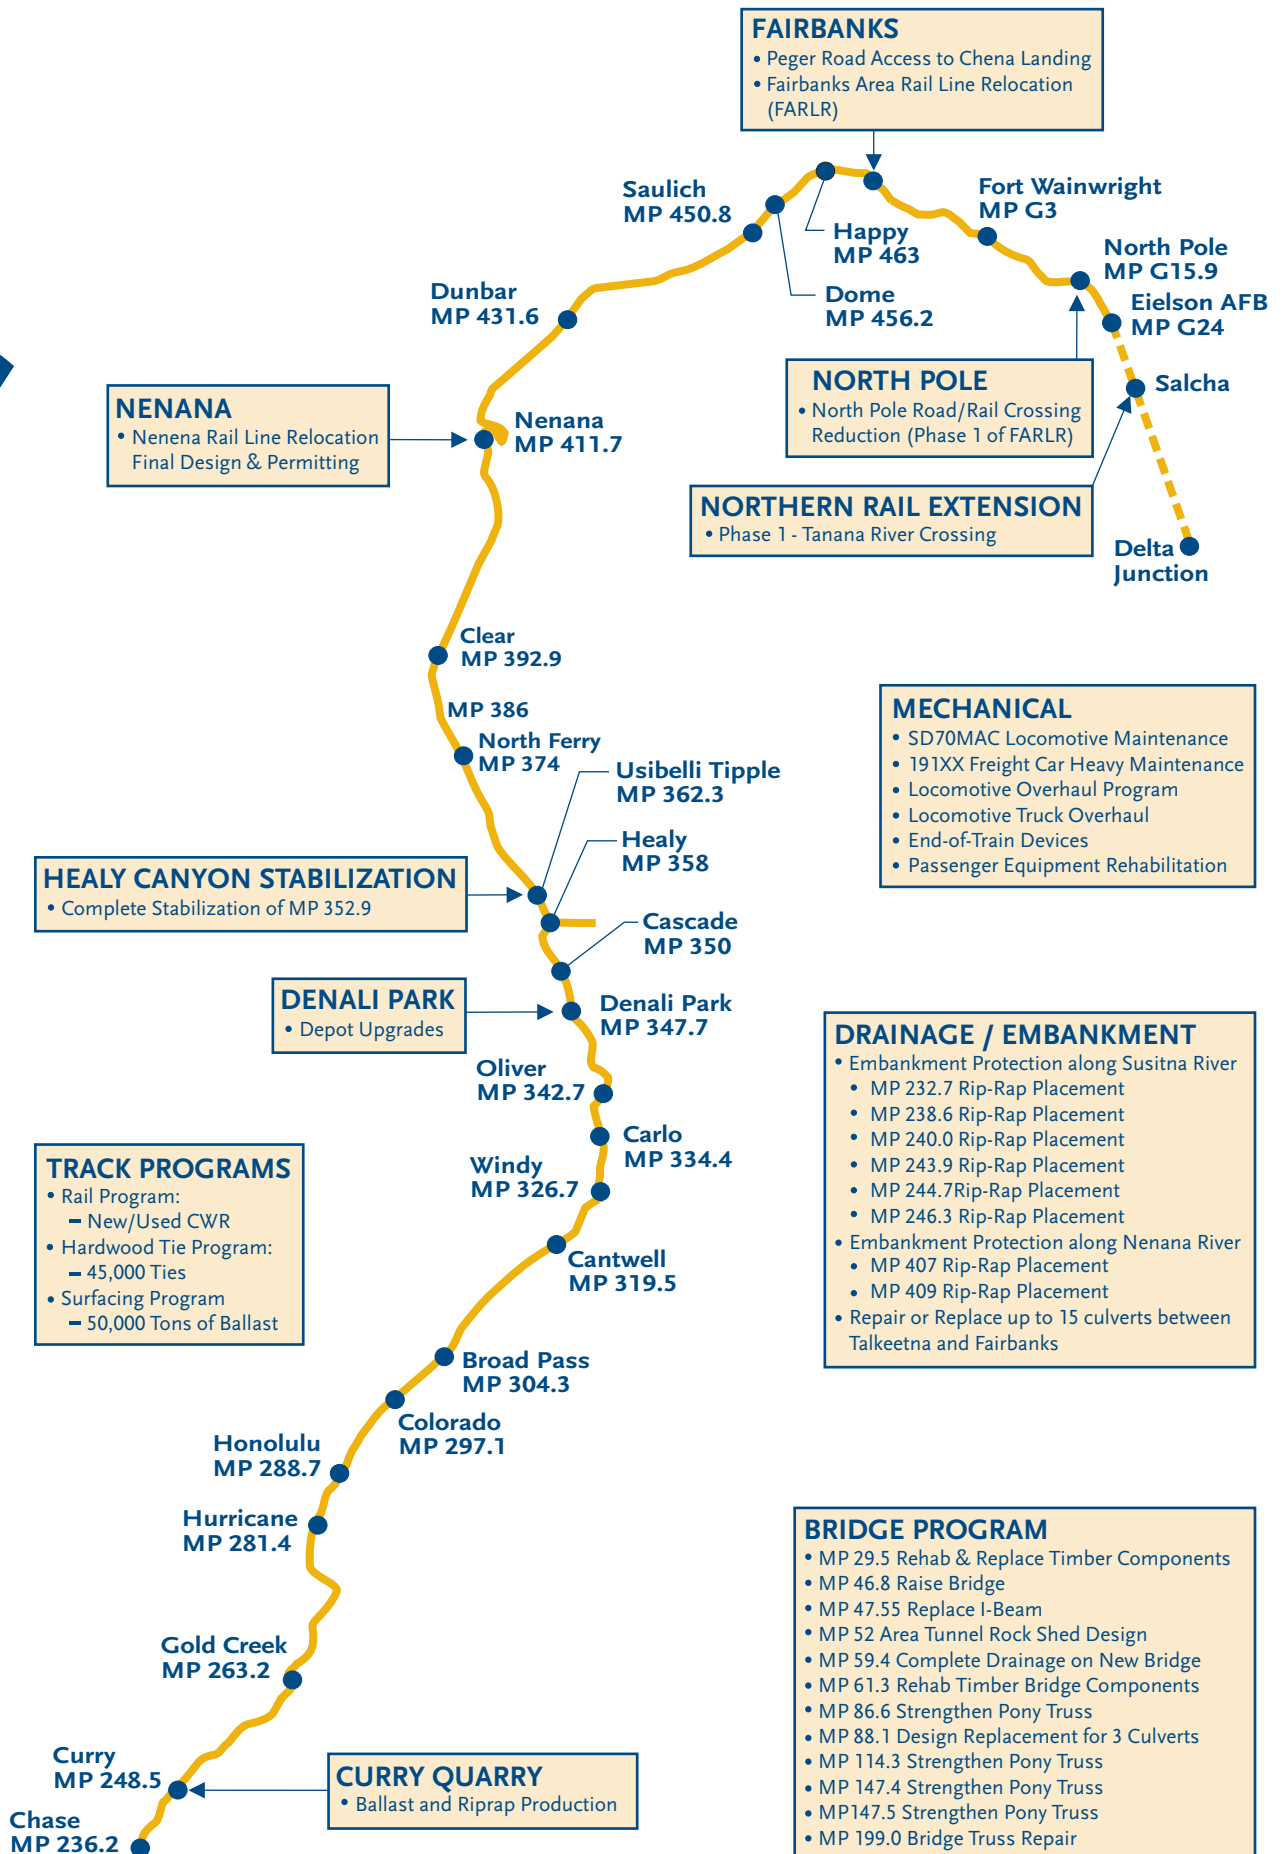 FAIRBANKS
• Peger Road Access to Chena Landing
• Fairbanks Area Rail Line Relocation
(FARLR)
Saulich
MP 450.8
Happy
MP 463
Dome
MP 456.2
Fort Wainwright
MP G3
North Pole
MP G15.9
Eielson AFB
MP G24
Salcha
Delta
Junction
Dunbar
MP 431.6
NORTH POLE
• North Pole Road/Rail Crossing
Reduction (Phase 1 of FARLR)
NENANA
• Nenena Rail Line Relocation
Final Design & Permitting
Nenana
MP 411.7
NORTHERN RAIL EXTENSION
• Phase 1 - Tanana River Crossing
Clear
MP 392.9
MP 386
North Ferry
MP 374
Usibelli Tipple
MP 362.3
Healy
MP 358
MECHANICAL
• SD70MAC Locomotive Maintenance
• 191XX Freight Car Heavy Maintenance
• Locomotive Overhaul Program
• Locomotive Truck Overhaul
• End-of-Train Devices
• Passenger Equipment Rehabilitation
HEALY CANYON STABILIZATION
• Complete Stabilization of MP 352.9
Cascade
MP 350
DENALI PARK
• Depot Upgrades
Denali Park
MP 347.7
Oliver
MP 342.7
Carlo
MP 334.4
Windy
MP 326.7
Cantwell
MP 319.5
DRAINAGE / EMBANKMENT
• Embankment Protection along Susitna River
• MP 232.7 Rip-Rap Placement
• MP 238.6 Rip-Rap Placement
• MP 240.0 Rip-Rap Placement
• MP 243.9 Rip-Rap Placement
• MP 244.7Rip-Rap Placement
• MP 246.3 Rip-Rap Placement
• Embankment Protection along Nenana River
• MP 407 Rip-Rap Placement
• MP 409 Rip-Rap Placement
• Repair or Replace up to 15 culverts between
Talkeetna and Fairbanks
TRACK PROGRAMS
• Rail Program:
– New/Used CWR
• Hardwood Tie Program:
– 45,000 Ties
• Surfacing Program
– 50,000 Tons of Ballast
Broad Pass
MP 304.3
Colorado
MP 297.1
Honolulu
MP 288.7
Hurricane
MP 281.4
Gold Creek
MP 263.2
Curry
MP 248.5
Chase
MP 236.2
CURRY QUARRY
• Ballast and Riprap Production
BRIDGE PROGRAM
• MP 29.5 Rehab & Replace Timber Components
• MP 46.8 Raise Bridge
• MP 47.55 Replace I-Beam
• MP 52 Area Tunnel Rock Shed Design
• MP 59.4 Complete Drainage on New Bridge
• MP 61.3 Rehab Timber Bridge Components
• MP 86.6 Strengthen Pony Truss
• MP 88.1 Design Replacement for 3 Culverts
• MP 114.3 Strengthen Pony Truss
• MP 147.4 Strengthen Pony Truss
• MP147.5 Strengthen Pony Truss
• MP 199.0 Bridge Truss Repair